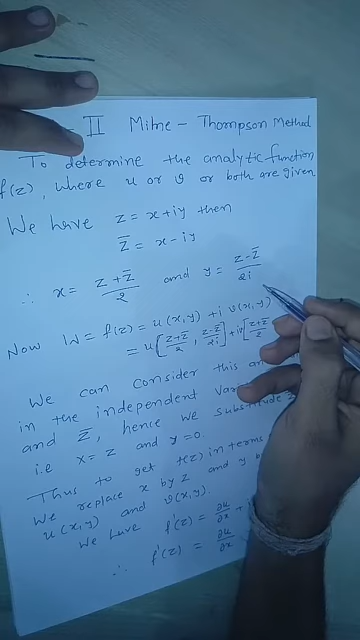 II Milne - Thompson Method
To determine the analytic function
f(z), where u or v or both are given
We have z = x+iy then
z̄ = x-iy
∴ x = z+z̄/2 and y = z-z̄/2i
Now W = f(z) = u(x,y) + i v(x,y)
= u[z+z̄/2, z-z̄/2i] + iv[z+z̄/2
We can consider this
in the independent
and z̄, hence we substitute
i.e x = z and y=0.
Thus to get f(z) in terms
We replace x by z and y
u(x,y) and v(x,y).
We have f'(z) = ∂u/∂x +
∴ f'(z) = ∂u/∂x